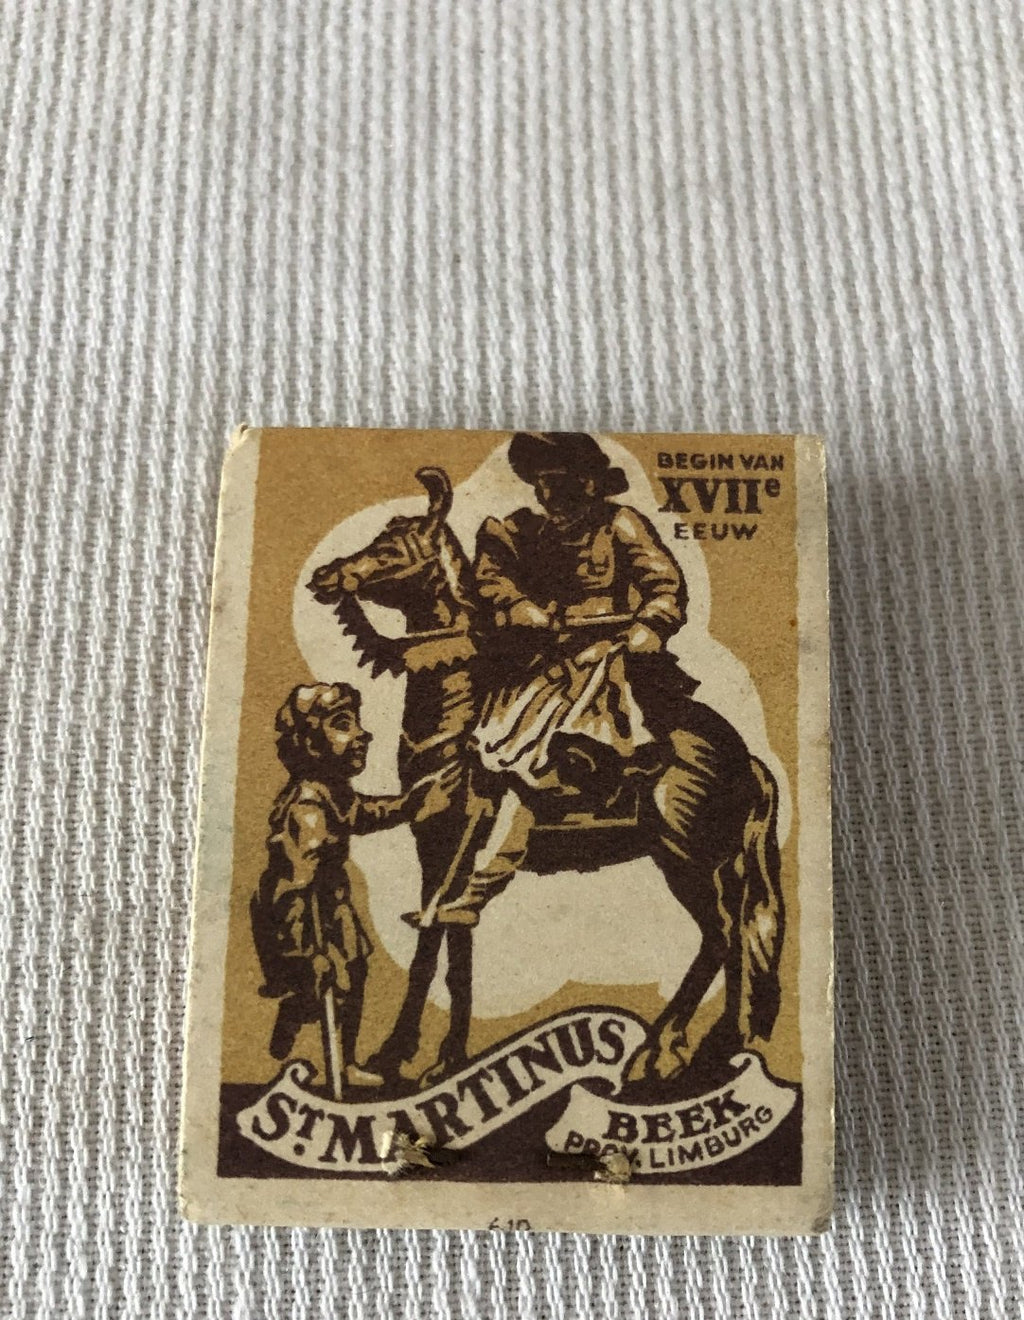 BEGIN VAN
XVIIe
EEUW
ST. MARTINUS
BEEK
PROV. LIMBURG